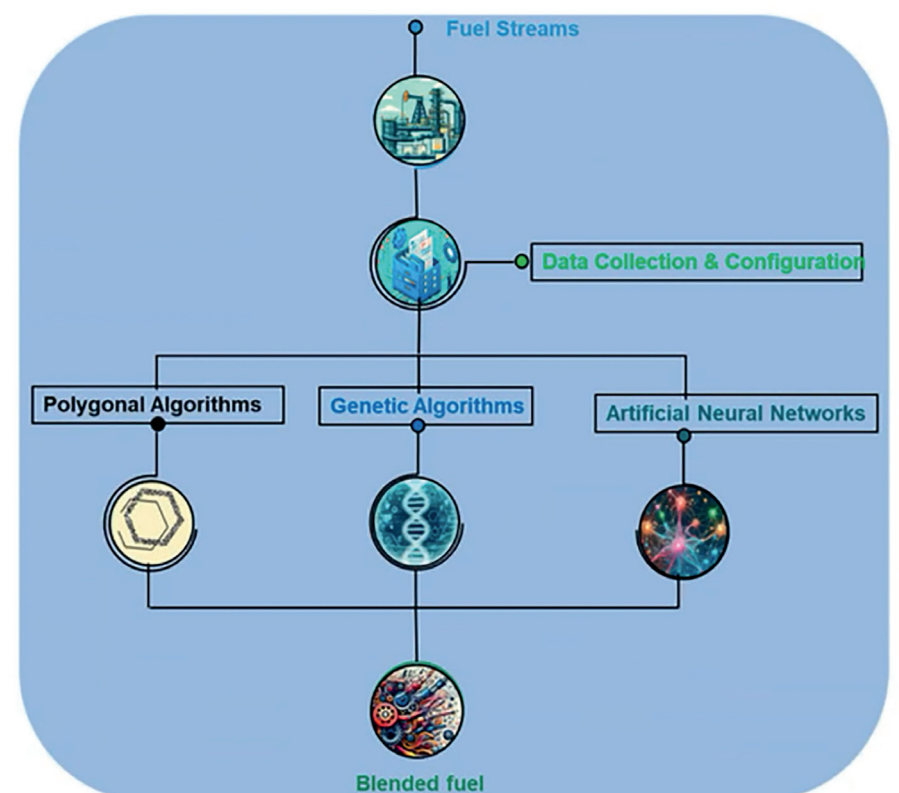 Fuel Streams
Data Collection & Configuration
Polygonal Algorithms
Genetic Algorithms
Artificial Neural Networks
Blended fuel